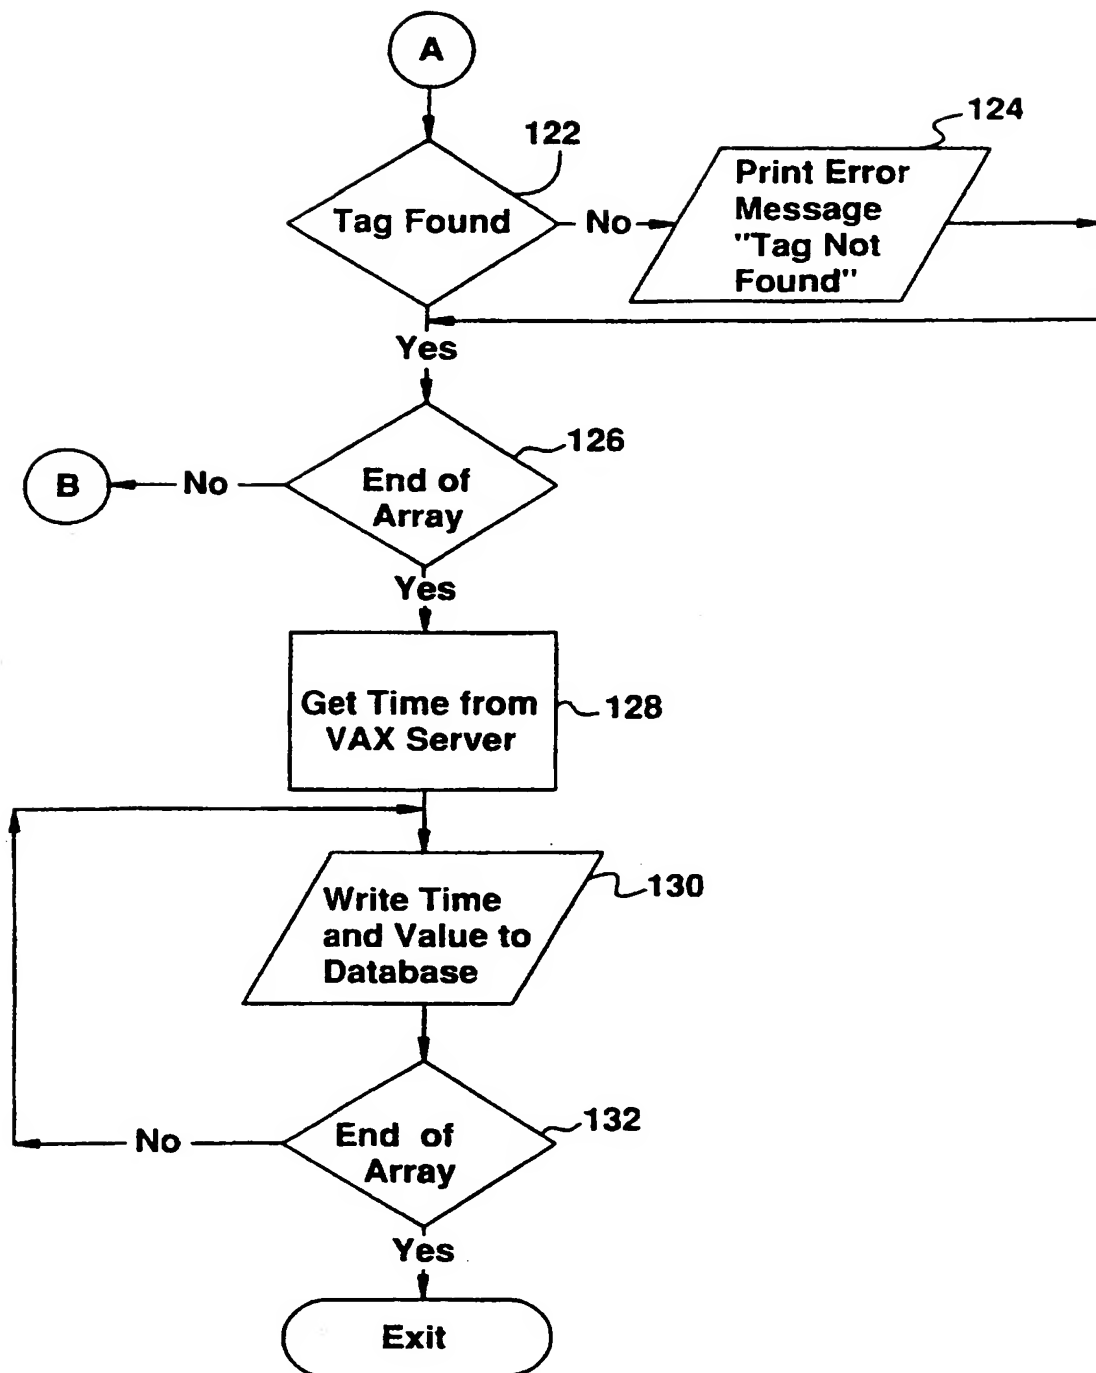 A
122
124
Tag Found
No
Print Error
Message
"Tag Not
Found"
Yes
126
B
No
End of
Array
Yes
Get Time from
VAX Server
128
130
Write Time
and Value to
Database
132
No
End of
Array
Yes
Exit